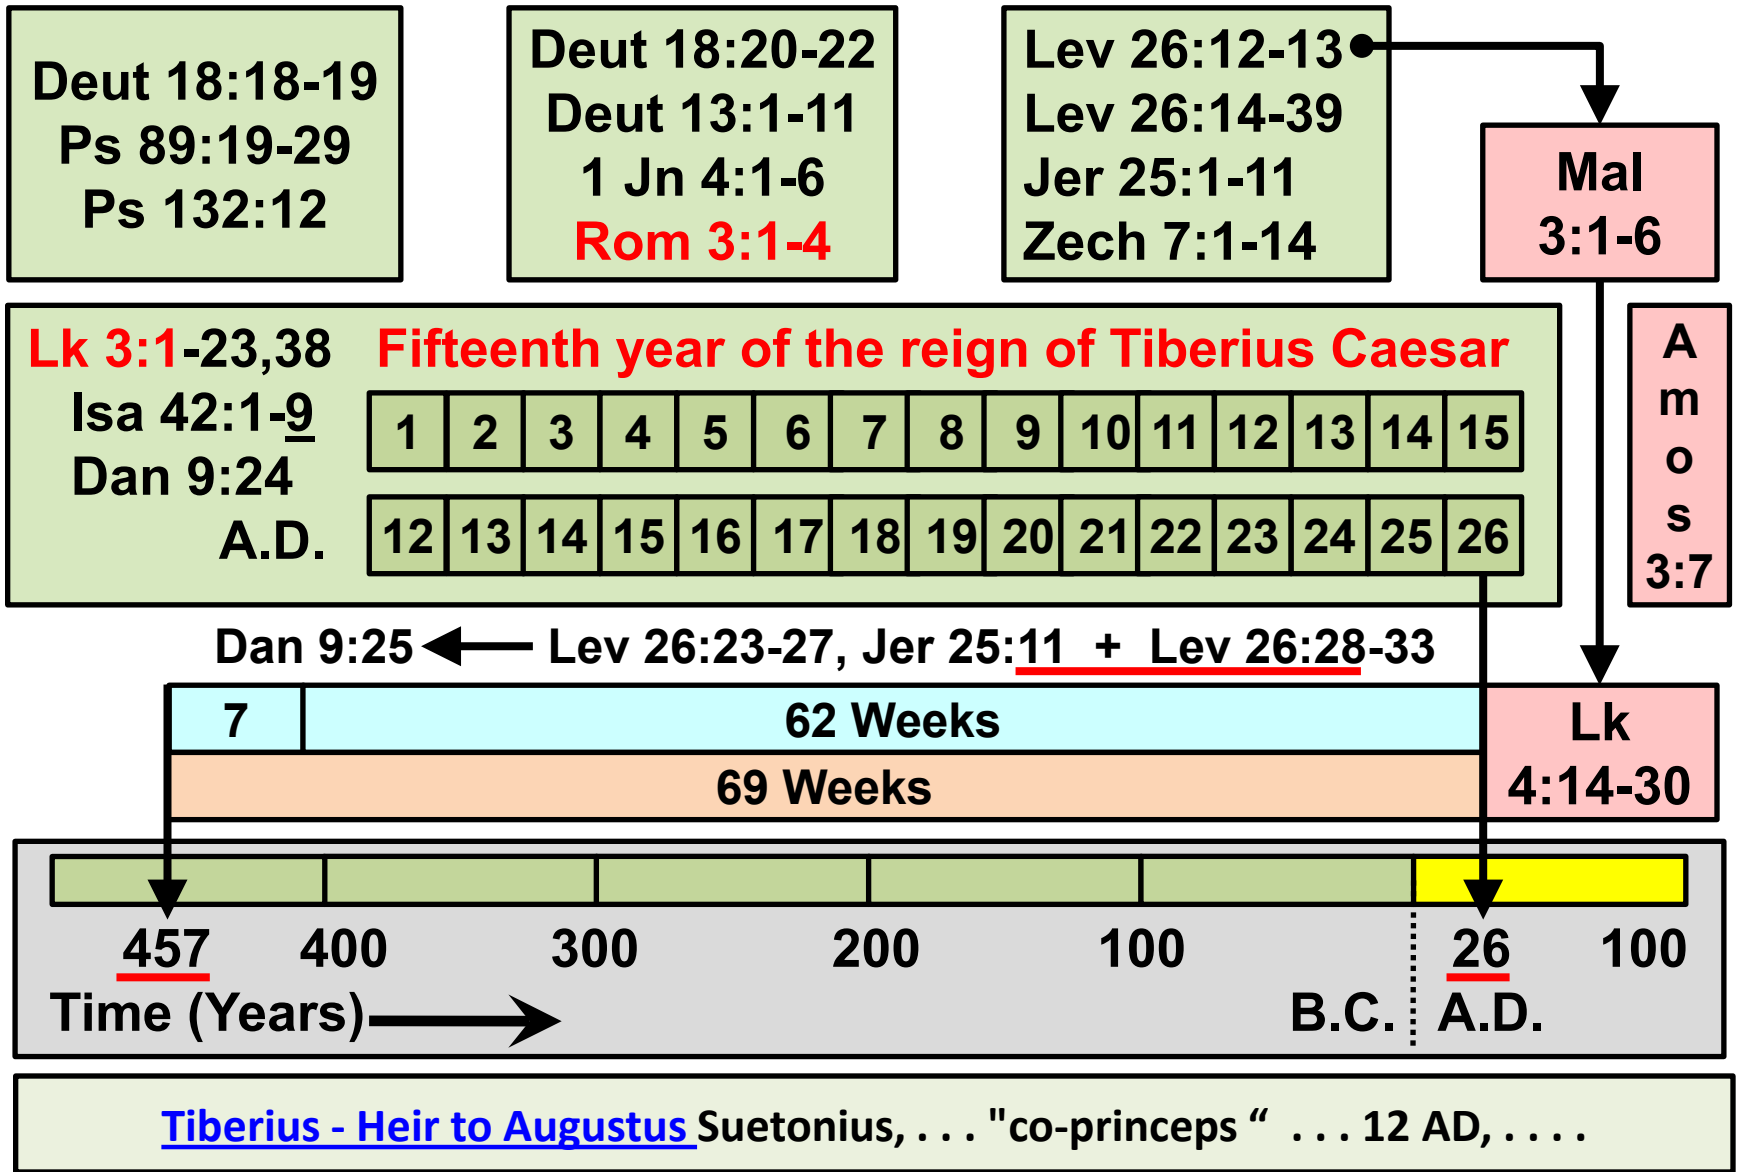 Deut 18:18-19
Ps 89:19-29
Ps 132:12
Deut 18:20-22
Deut 13:1-11
1 Jn 4:1-6
Rom 3:1-4
Lev 26:12-13
Lev 26:14-39
Jer 25:1-11
Zech 7:1-14
Mal
3:1-6
Lk 3:1-23,38 Fifteenth year of the reign of Tiberius Caesar
Isa 42:1-9
1 2 3 4 5 6 7 8 9 10 11 12 13 14 15
Dan 9:24
A.D. 12 13 14 15 16 17 18 19 20 21 22 23 24 25 26
A
m
o
s
3:7
Dan 9:25 Lev 26:23-27, Jer 25:11 + Lev 26:28-33
7 62 Weeks
69 Weeks
Lk
4:14-30
457 400 300 200 100 26 100
Time (Years) B.C. A.D.
Tiberius - Heir to Augustus Suetonius, . . . "co-princeps “ . . . 12 AD, . . . .